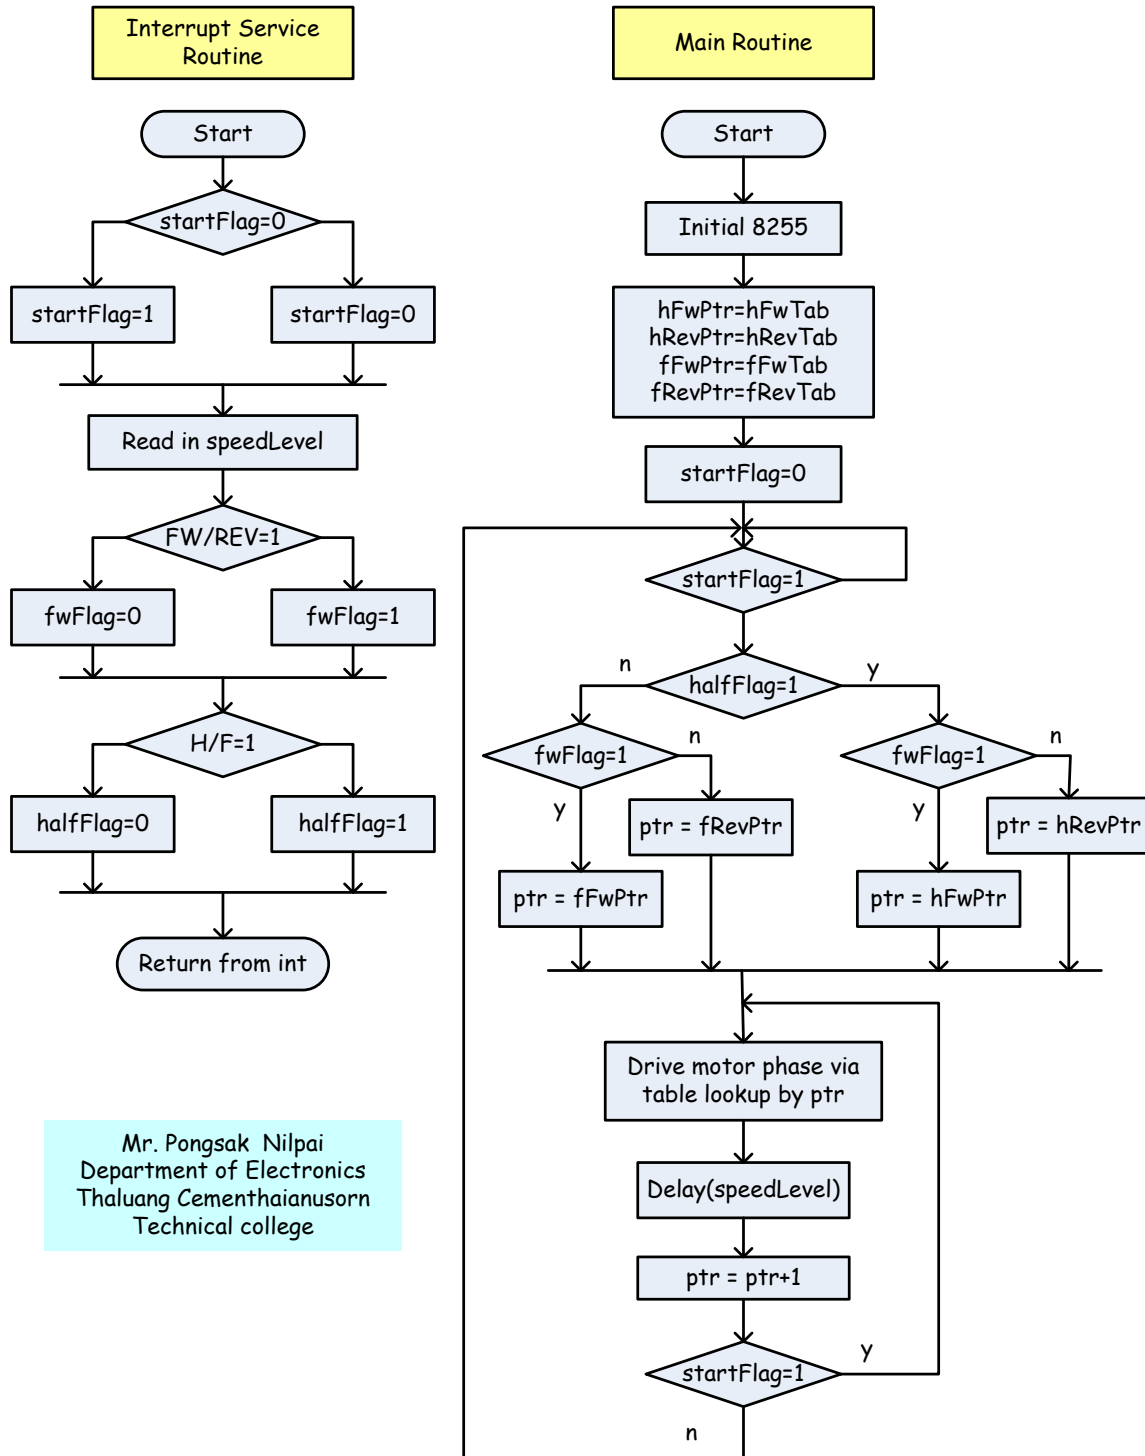 Interrupt Service
Routine
Start
startFlag=0
startFlag=1
startFlag=0
Read in speedLevel
FW/REV=1
fwFlag=0
fwFlag=1
H/F=1
halfFlag=0
halfFlag=1
Return from int
Mr. Pongsak Nilpai
Department of Electronics
Thaluang Cementhaianusorn
Technical college
Main Routine
Start
Initial 8255
hFwPtr=hFwTab
hRevPtr=hRevTab
fFwPtr=fFwTab
fRevPtr=fRevTab
startFlag=0
startFlag=1
n
halfFlag=1
y
fwFlag=1
n
y
ptr = fRevPtr
ptr = fFwPtr
fwFlag=1
n
y
ptr = hRevPtr
ptr = hFwPtr
Drive motor phase via
table lookup by ptr
Delay(speedLevel)
ptr = ptr+1
startFlag=1
y
n